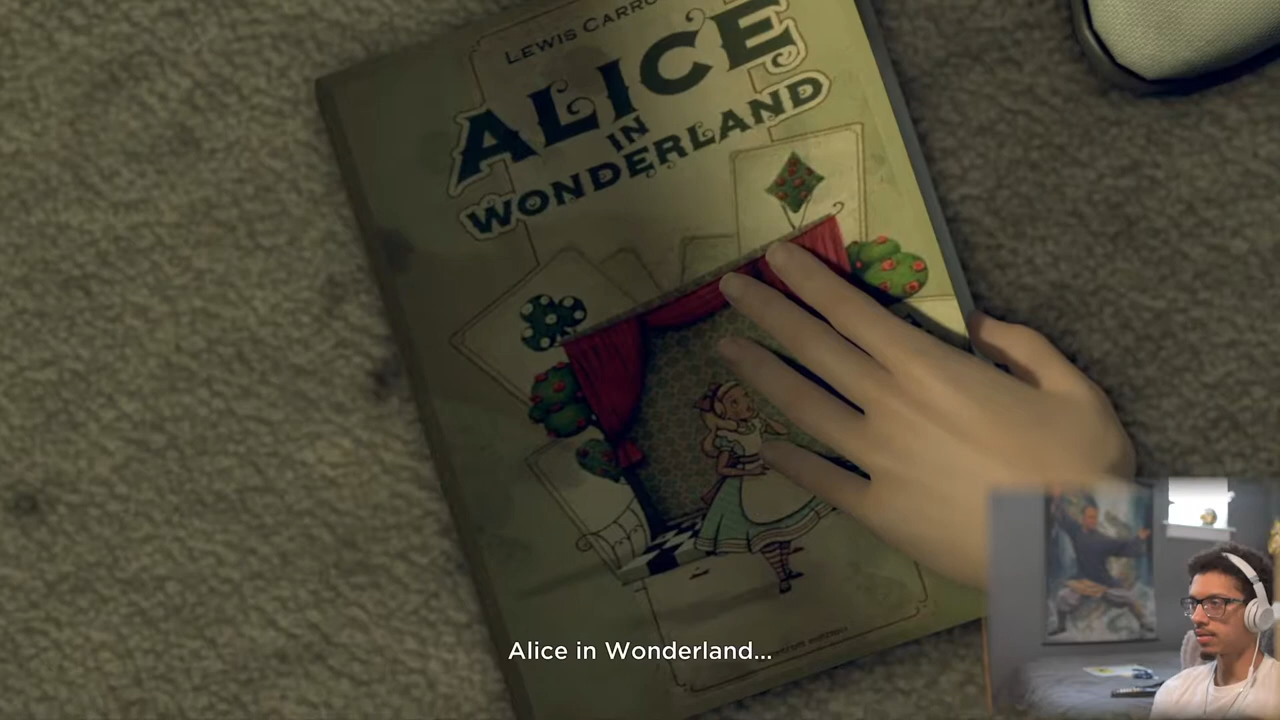 LEWIS CARRO
ALICE
IN
WONDERLAND
Alice in Wonderland...